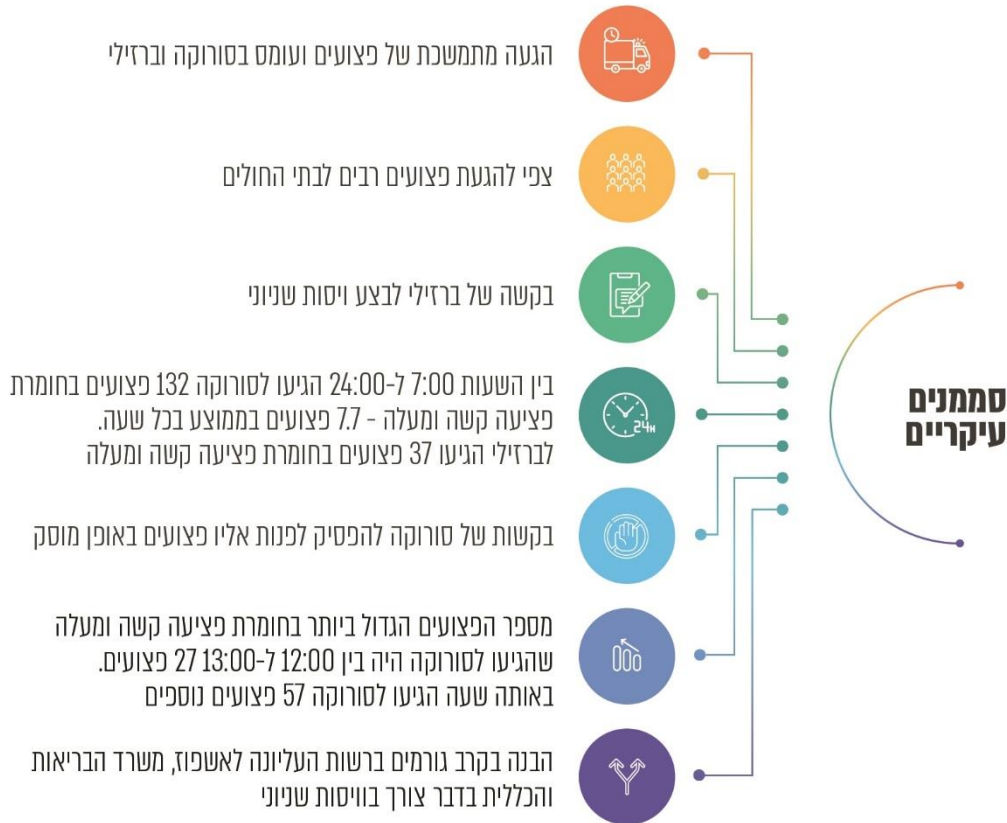 סממנים
עיקריים
הגעה מתמשכת של פצועים ועומס בסורוקה וברזילי
צפי להגעת פצועים רבים לבתי החולים
בקשה של ברזילי לבצע ויסות שניוני
בין השעות 7:00 ל-24:00 הגיעו לסורוקה 132 פצועים בחומרת
פציעה קשה ומעלה - 7.7 פצועים בממוצע בכל שעה.
לברזילי הגיעו 37 פצועים בחומרת פציעה קשה ומעלה
24H
בקשות של סורוקה להפסיק לפנות אליו פצועים באופן מוסק
מספר הפצועים הגדול ביותר בחומרת פציעה קשה ומעלה
שהגיעו לסורוקה היה בין 12:00 ל-13:00 27 פצועים.
באותה שעה הגיעו לסורוקה 57 פצועים נוספים
הבנה בקרב גורמים ברשות העליונה לאשפוז, משרד הבריאות
והכללית בדבר צורך בוויסות שניוני